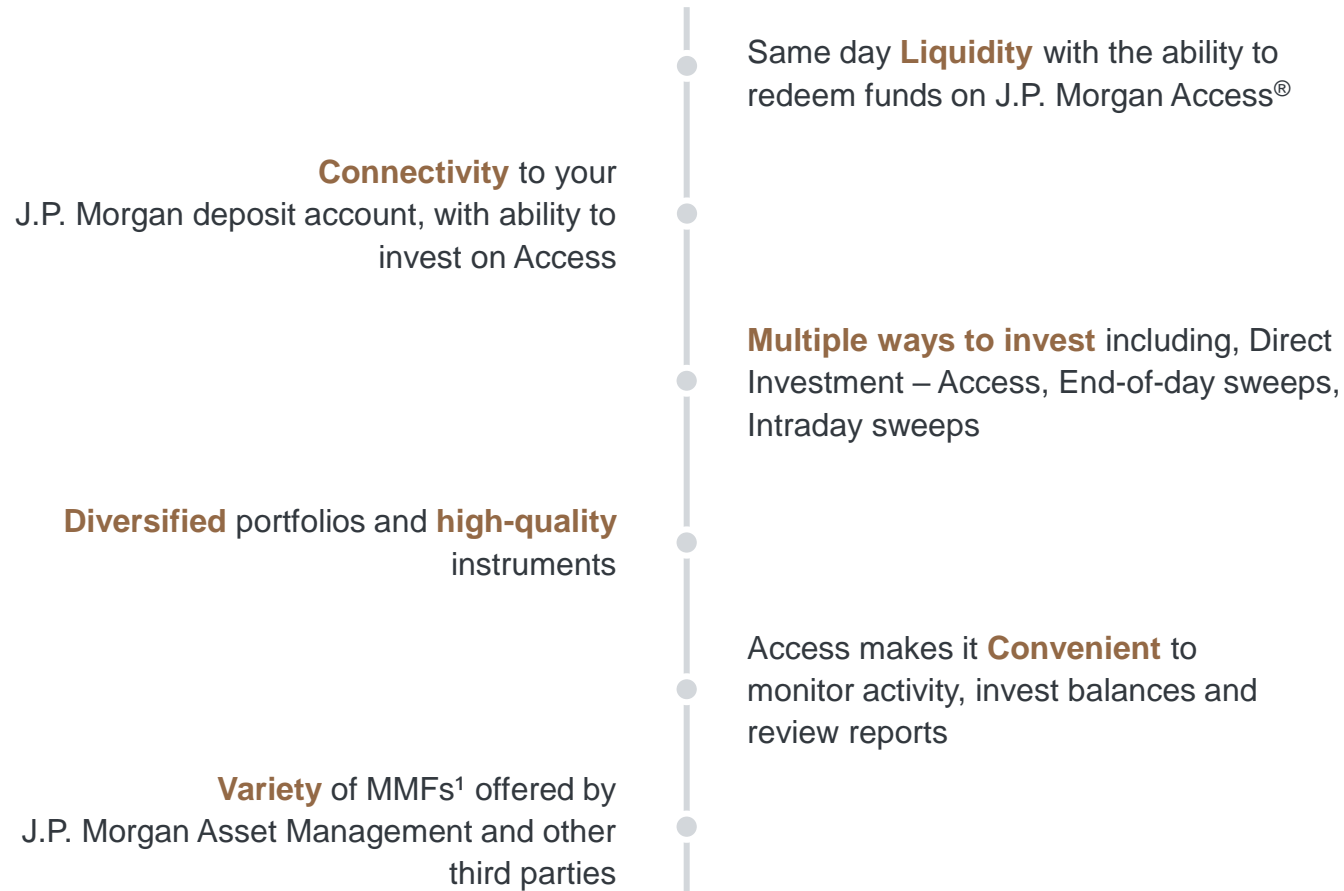 Same day Liquidity with the ability to
redeem funds on J.P. Morgan Access®
Connectivity to your
J.P. Morgan deposit account, with ability to
invest on Access
Multiple ways to invest including, Direct
Investment – Access, End-of-day sweeps,
Intraday sweeps
Diversified portfolios and high-quality
instruments
Access makes it Convenient to
monitor activity, invest balances and
review reports
Variety of MMFs¹ offered by
J.P. Morgan Asset Management and other
third parties